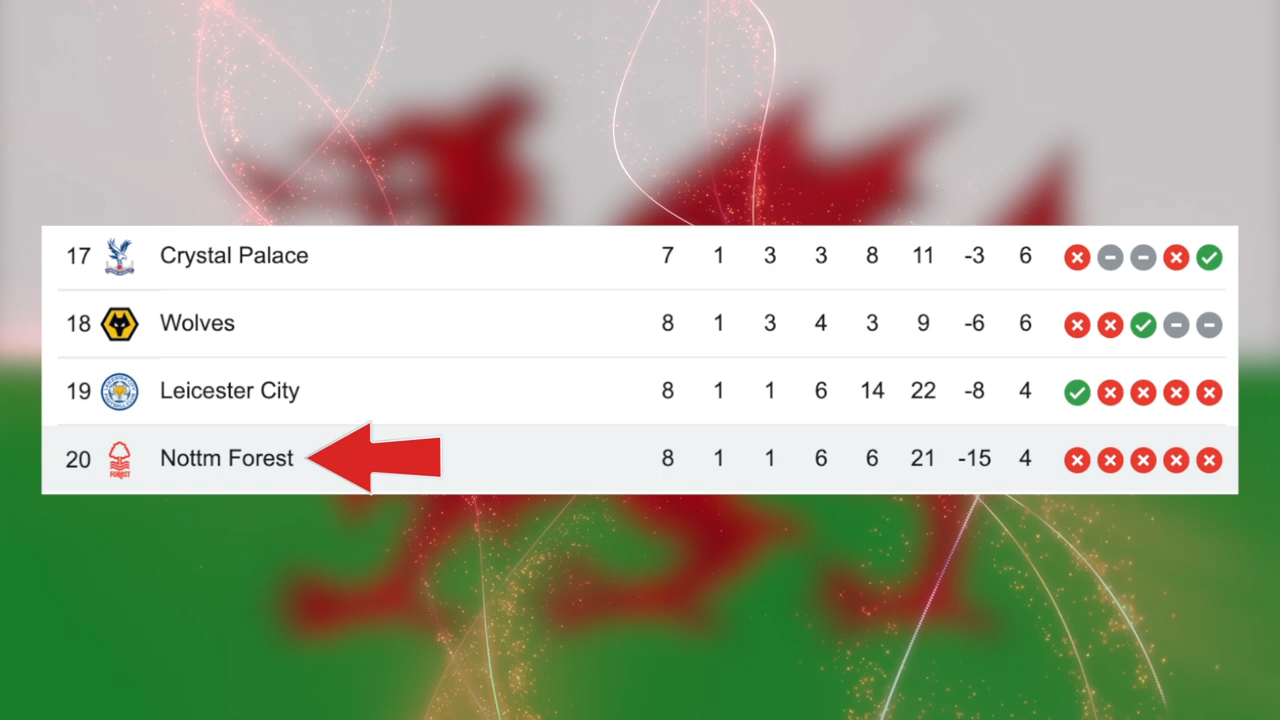 17 Crystal Palace 7 1 3 3 8 11 -3 6
18 Wolves 8 1 3 4 3 9 -6 6
19 Leicester City 8 1 1 6 14 22 -8 4
20 FOREST Nottm Forest 8 1 1 6 6 21 -15 4